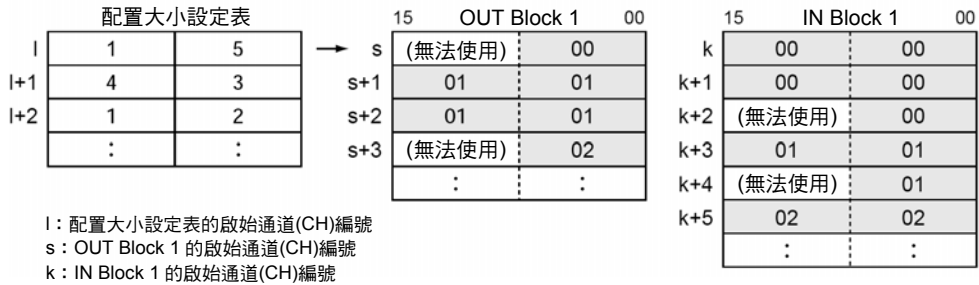 配置大小設定表
l 1 5
l+1 4 3
l+2 1 2
: :
15 OUT Block 1 00
s (無法使用) 00
s+1 01 01
s+2 01 01
s+3 (無法使用) 02
: :
15 IN Block 1 00
k 00 00
k+1 00 00
k+2 (無法使用) 00
k+3 01 01
k+4 (無法使用) 01
k+5 02 02
: :
l：配置大小設定表的啟始通道(CH)編號
s：OUT Block 1 的啟始通道(CH)編號
k：IN Block 1 的啟始通道(CH)編號